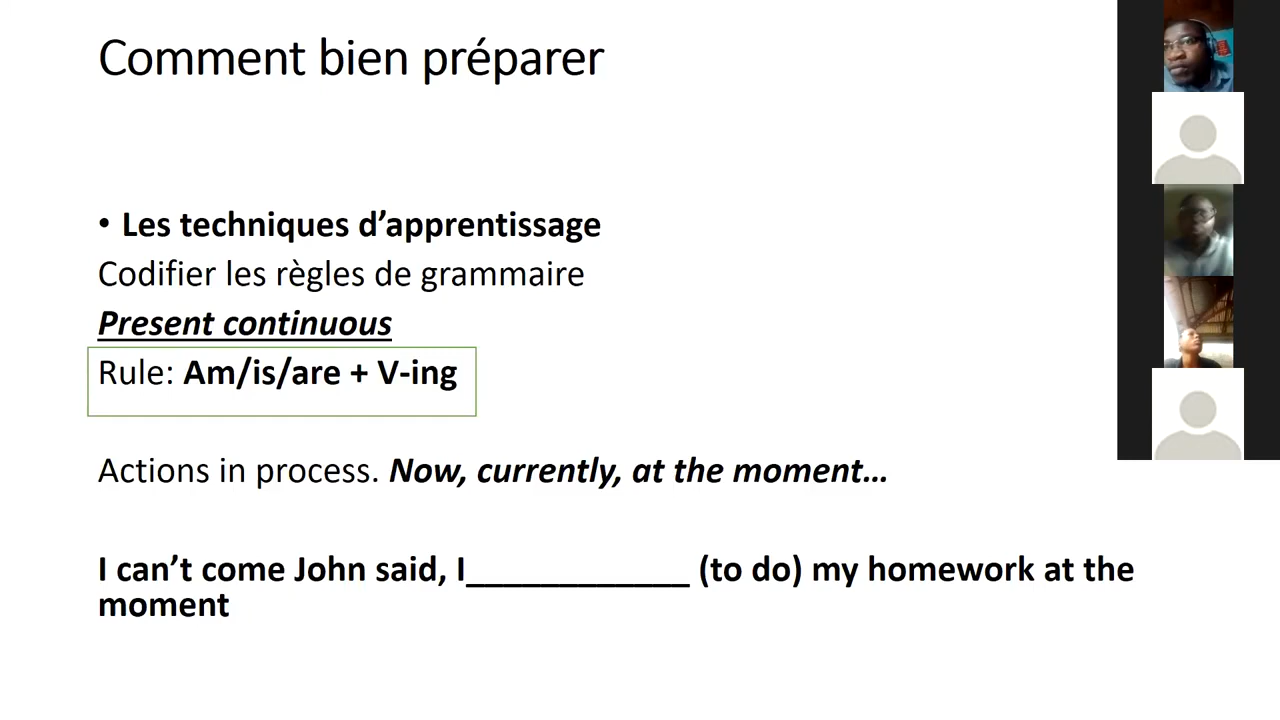 Comment bien préparer
• Les techniques d’apprentissage
Codifier les règles de grammaire
Present continuous
Rule: Am/is/are + V-ing
Actions in process. Now, currently, at the moment…
I can’t come John said, I____________ (to do) my homework at the
moment